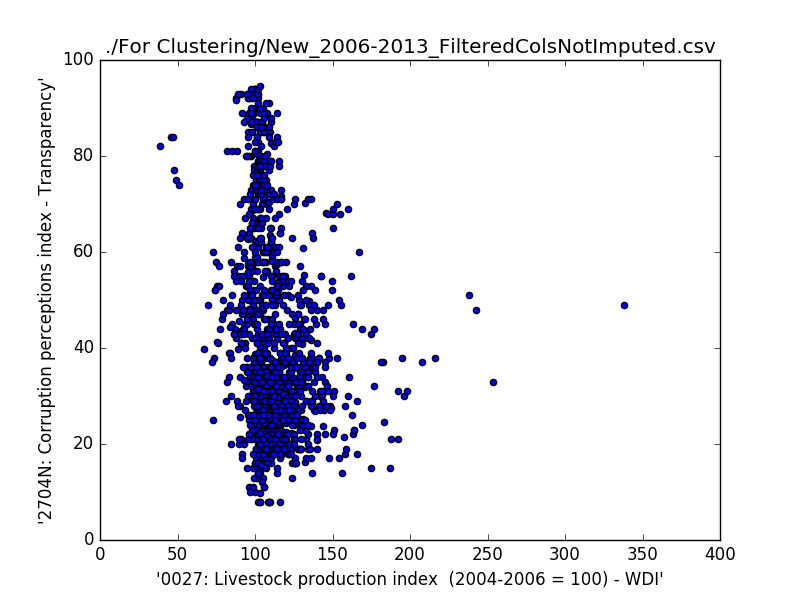 ./For Clustering/New_2006-2013_FilteredColsNotImputed.csv
100
80
60
40
20
0
'2704N: Corruption perceptions index - Transparency'
0 50 100 150 200 250 300 350 400
'0027: Livestock production index  (2004-2006 = 100) - WDI'